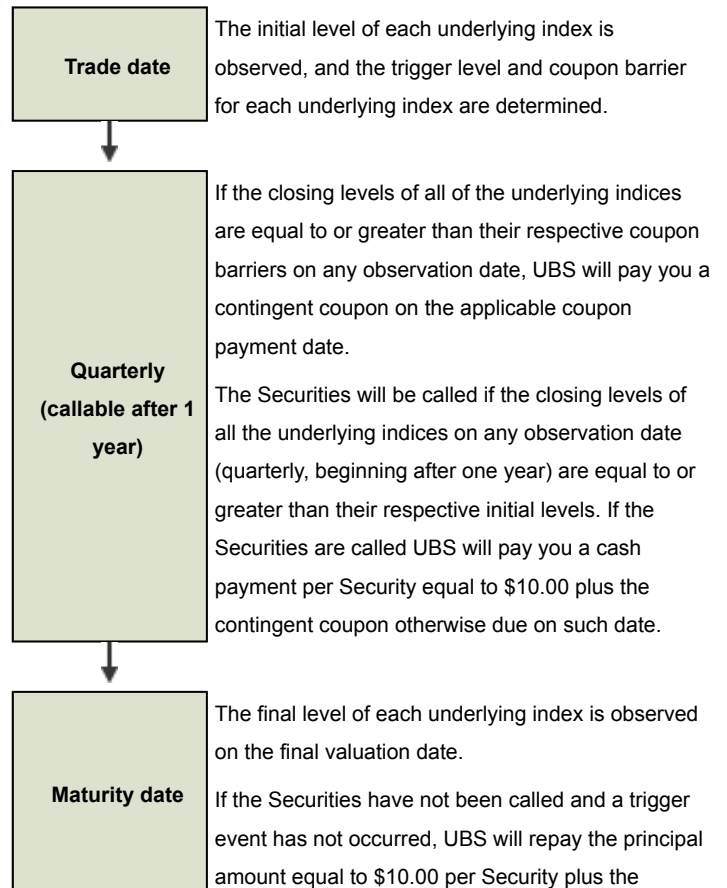 Trade date
The initial level of each underlying index is
observed, and the trigger level and coupon barrier
for each underlying index are determined.
Quarterly
(callable after 1
year)
If the closing levels of all of the underlying indices
are equal to or greater than their respective coupon
barriers on any observation date, UBS will pay you a
contingent coupon on the applicable coupon
payment date.
The Securities will be called if the closing levels of
all the underlying indices on any observation date
(quarterly, beginning after one year) are equal to or
greater than their respective initial levels. If the
Securities are called UBS will pay you a cash
payment per Security equal to $10.00 plus the
contingent coupon otherwise due on such date.
Maturity date
The final level of each underlying index is observed
on the final valuation date.
If the Securities have not been called and a trigger
event has not occurred, UBS will repay the principal
amount equal to $10.00 per Security plus the